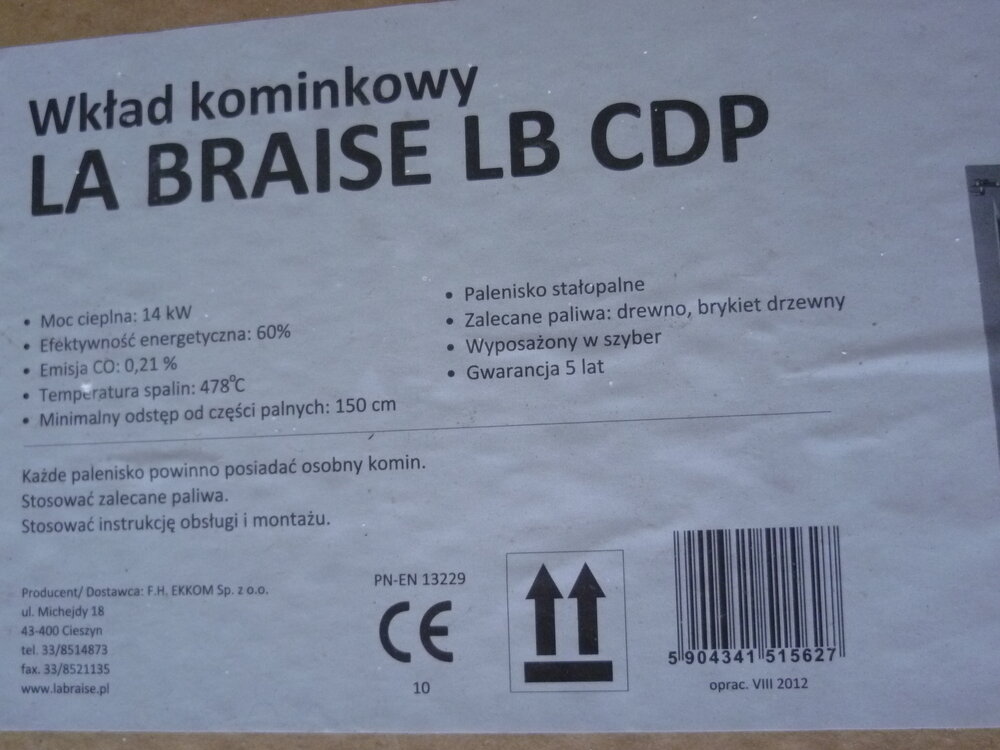 Wkład kominkowy
LA BRAISE LB CDP
• Moc cieplna: 14 kW
• Efektywność energetyczna: 60%
• Emisja CO: 0,21 %
• Temperatura spalin: 478°C
• Minimalny odstęp od części palnych: 150 cm
• Palenisko stałopalne
• Zalecane paliwa: drewno, brykiet drzewny
• Wyposażony w szyber
• Gwarancja 5 lat
Każde palenisko powinno posiadać osobny komin.
Stosować zalecane paliwa.
Stosować instrukcję obsługi i montażu.
Producent/ Dostawca: F.H. EKKOM Sp. z o.o.
ul. Michejdy 18
43-400 Cieszyn
tel. 33/8514873
fax. 33/8521135
www.labraise.pl
PN-EN 13229
CE
10
5 904341 515627
oprac. VIII 2012